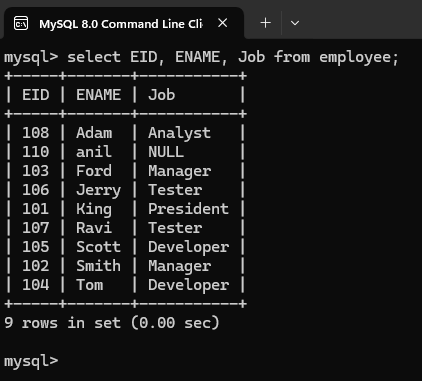 MySQL 8.0 Command Line Cli
mysql> select EID, ENAME, Job from employee;
+-----+-------+-----------+
| EID | ENAME | Job       |
+-----+-------+-----------+
| 108 | Adam  | Analyst   |
| 110 | anil  | NULL      |
| 103 | Ford  | Manager   |
| 106 | Jerry | Tester    |
| 101 | King  | President |
| 107 | Ravi  | Tester    |
| 105 | Scott | Developer |
| 102 | Smith | Manager   |
| 104 | Tom   | Developer |
+-----+-------+-----------+
9 rows in set (0.00 sec)
mysql>